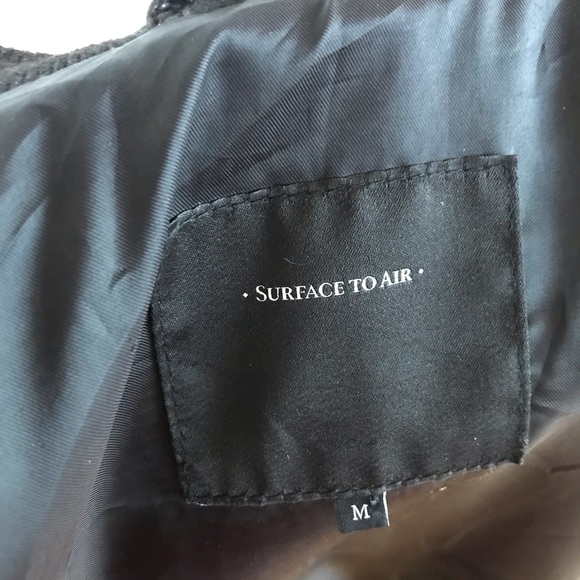 · SURFACE TO AIR ·
M